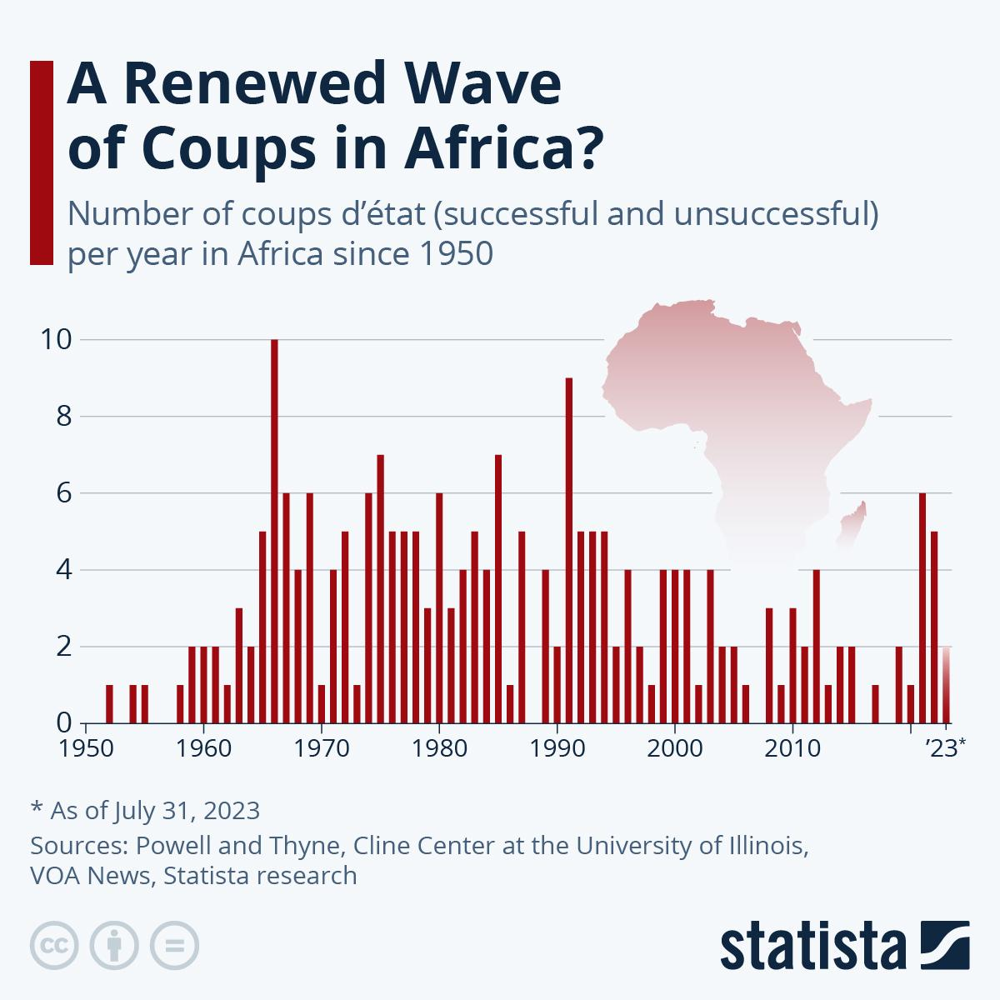 A Renewed Wave
of Coups in Africa?
Number of coups d’état (successful and unsuccessful)
per year in Africa since 1950
10
8
6
4
2
0
1950 1960 1970 1980 1990 2000 2010 ’23*
* As of July 31, 2023
Sources: Powell and Thyne, Cline Center at the University of Illinois,
VOA News, Statista research
cc =
statista